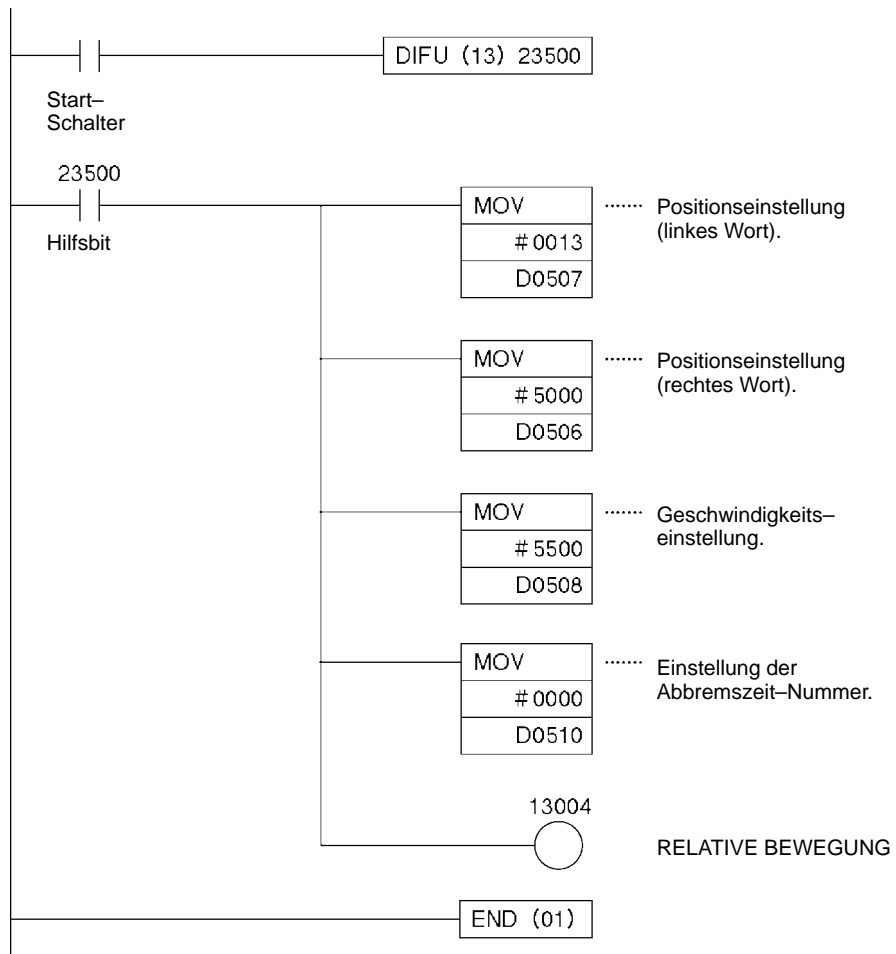 DIFU (13) 23500
Start–
Schalter
23500
Hilfsbit
MOV
#0013
D0507
Positionseinstellung
(linkes Wort).
MOV
#5000
D0506
Positionseinstellung
(rechtes Wort).
MOV
#5500
D0508
Geschwindigkeits–
einstellung.
MOV
#0000
D0510
Einstellung der
Abbremszeit–Nummer.
13004
RELATIVE BEWEGUNG
END (01)